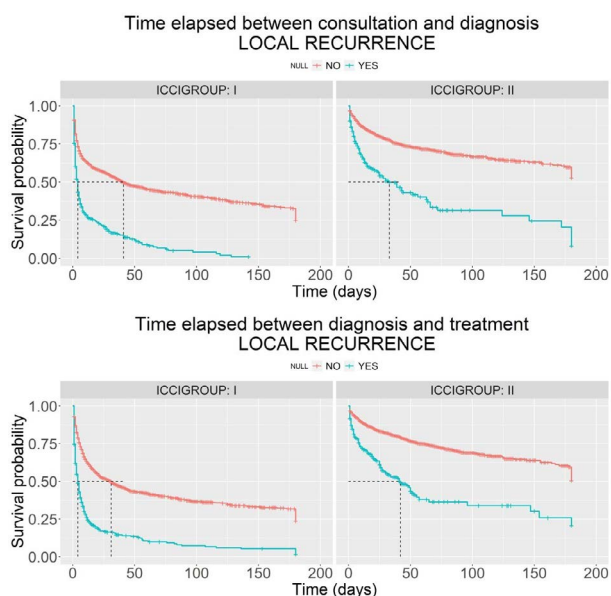 Time elapsed between consultation and diagnosis
LOCAL RECURRENCE
NULL NO YES
ICCIGROUP: I ICCIGROUP: II
Survival probability
1.00
0.75
0.50
0.25
0.00
0 50 100 150 200 0 50 100 150 200
Time (days) Time (days)
Time elapsed between diagnosis and treatment
LOCAL RECURRENCE
NULL NO YES
ICCIGROUP: I ICCIGROUP: II
Survival probability
1.00
0.75
0.50
0.25
0.00
0 50 100 150 200 0 50 100 150 200
Time (days) Time (days)